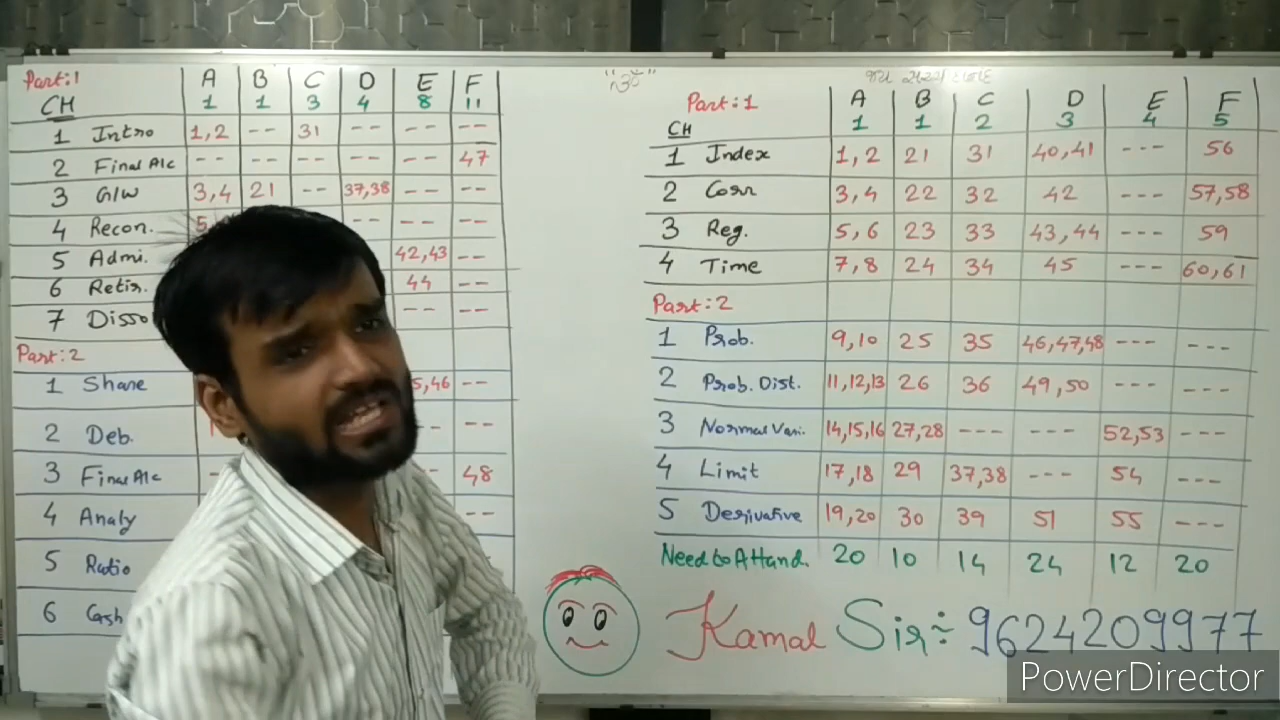 Part:1 A B C D E F
CH 1 1 3 4 8 11
1 Intro 1,2 -- 31 -- -- --
2 Final A/c -- -- -- -- -- 47
3 G/W 3,4 21 -- 37,38 -- --
4 Recon. 5 -- -- --
5 Admi. 42,43 --
6 Retir. 44 --
7 Disso -- --
Part:2
1 Share 5,46 --
2 Deb. - --
3 Final A/c - -- 48
4 Analy --
5 Ratio
6 Cash
"ૐ"
Part:1 A B C D E F
CH 1 1 2 3 4 5
1 Index 1,2 21 31 40,41 --- 56
2 Corr 3,4 22 32 42 --- 57,58
3 Reg. 5,6 23 33 43,44 --- 59
4 Time 7,8 24 34 45 --- 60,61
Part:2
1 Prob. 9,10 25 35 46,47,48 --- ---
2 Prob. Dist. 11,12,13 26 36 49,50 --- ---
3 Normal Vari. 14,15,16 27,28 --- --- 52,53 ---
4 Limit 17,18 29 37,38 --- 54 ---
5 Derivative 19,20 30 39 51 55 ---
Need to Attand. 20 10 14 24 12 20
Kamal Sir:- 9624209977
PowerDirector